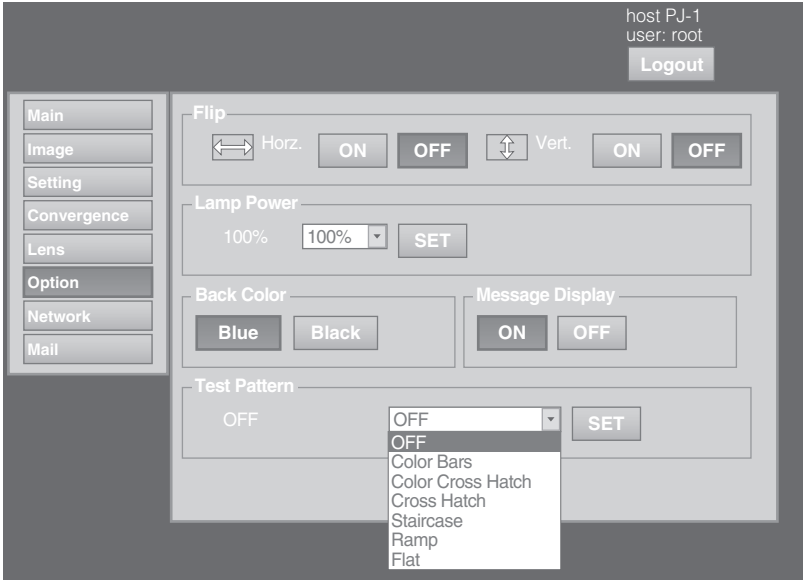 host PJ-1
user: root
Logout
Main
Image
Setting
Convergence
Lens
Option
Network
Mail
Flip
Horz. ON OFF Vert. ON OFF
Lamp Power
100% 100% SET
Back Color
Blue Black
Message Display
ON OFF
Test Pattern
OFF OFF SET
OFF
Color Bars
Color Cross Hatch
Cross Hatch
Staircase
Ramp
Flat